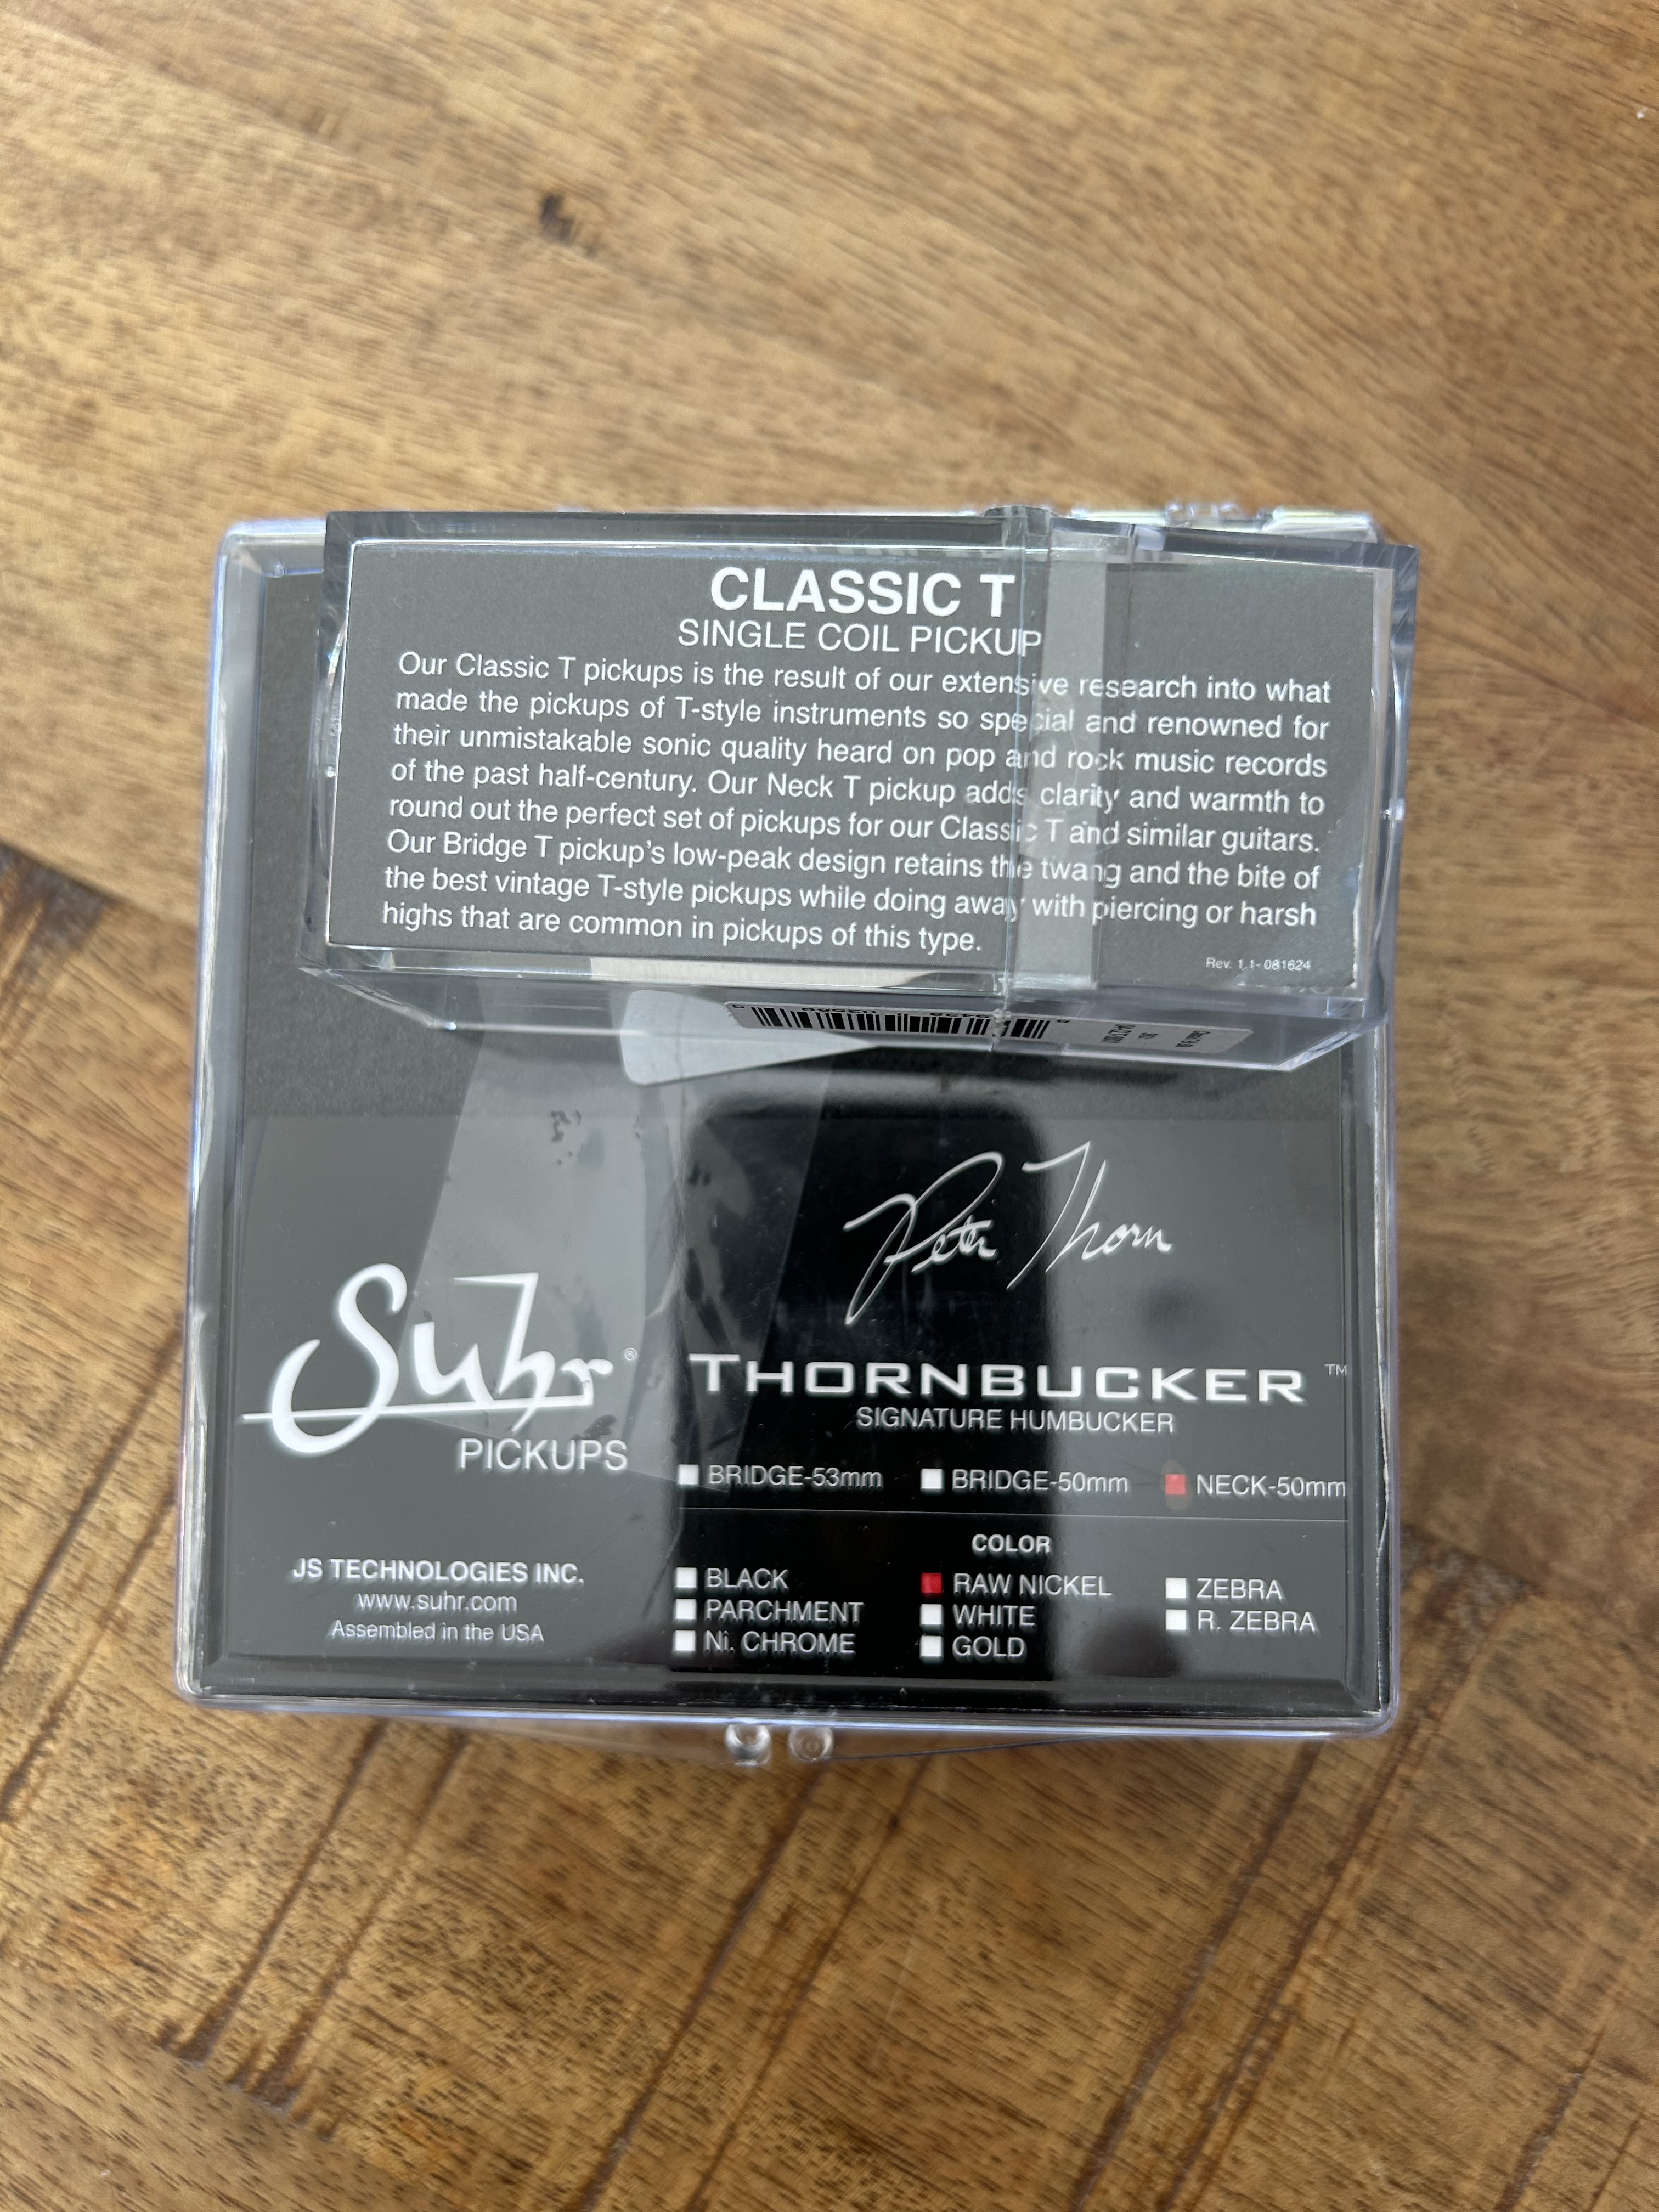 CLASSIC T
SINGLE COIL PICKUP
Our Classic T pickups is the result of our extensive research into what
made the pickups of T-style instruments so special and renowned for
their unmistakable sonic quality heard on pop and rock music records
of the past half-century. Our Neck T pickup adds clarity and warmth to
round out the perfect set of pickups for our Classic T and similar guitars.
Our Bridge T pickup's low-peak design retains the twang and the bite of
the best vintage T-style pickups while doing away with piercing or harsh
highs that are common in pickups of this type.
Rev. 1.1- 081624
Pete Thorn
Suhr®
PICKUPS
THORNBUCKER™
SIGNATURE HUMBUCKER
BRIDGE-53mm BRIDGE-50mm NECK-50mm
COLOR
BLACK RAW NICKEL ZEBRA
PARCHMENT WHITE R. ZEBRA
Ni. CHROME GOLD
JS TECHNOLOGIES INC.
www.suhr.com
Assembled in the USA